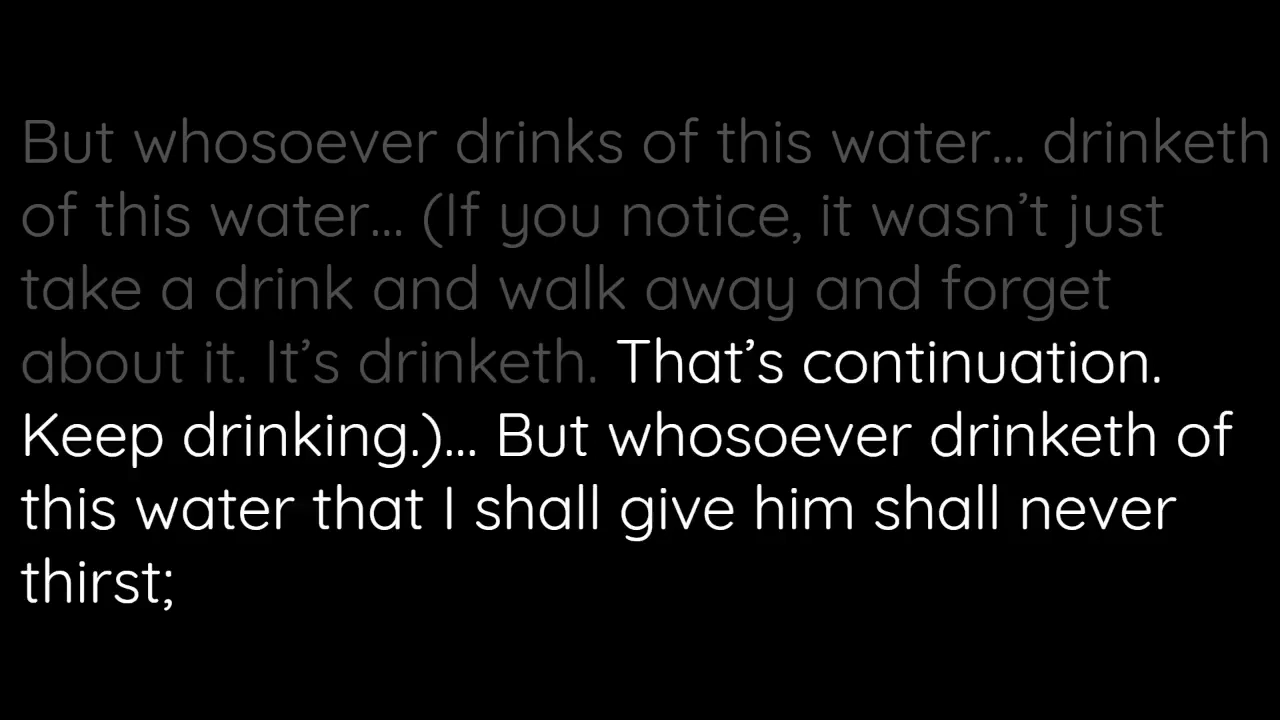 But whosoever drinks of this water... drinketh
of this water... (If you notice, it wasn’t just
take a drink and walk away and forget
about it. It’s drinketh. That’s continuation.
Keep drinking.)... But whosoever drinketh of
this water that I shall give him shall never
thirst;